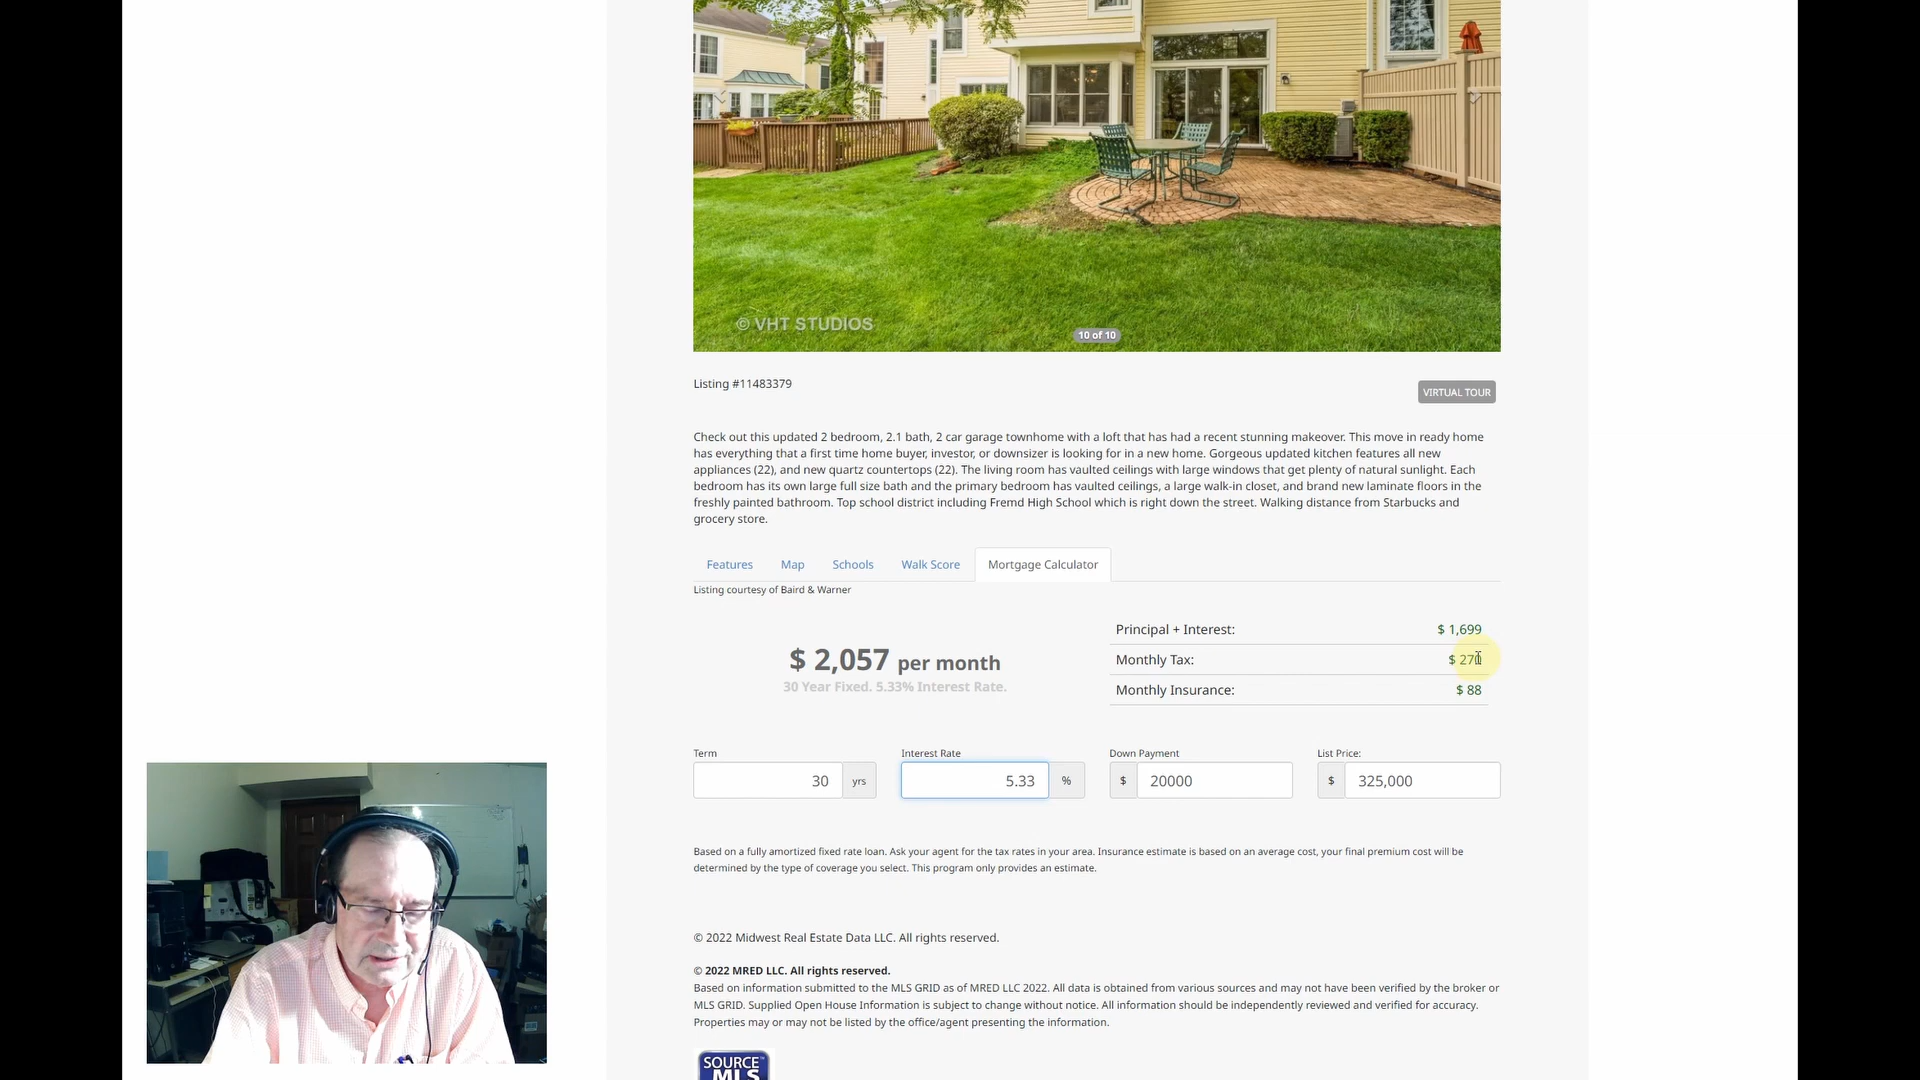 © VHT STUDIOS
10 of 10
Listing #11483379
VIRTUAL TOUR
Check out this updated 2 bedroom, 2.1 bath, 2 car garage townhome with a loft that has had a recent stunning makeover. This move in ready home
has everything that a first time home buyer, investor, or downsizer is looking for in a new home. Gorgeous updated kitchen features all new
appliances (22), and new quartz countertops (22). The living room has vaulted ceilings with large windows that get plenty of natural sunlight. Each
bedroom has its own large full size bath and the primary bedroom has vaulted ceilings, a large walk-in closet, and brand new laminate floors in the
freshly painted bathroom. Top school district including Fremd High School which is right down the street. Walking distance from Starbucks and
grocery store.
Features Map Schools Walk Score Mortgage Calculator
Listing courtesy of Baird & Warner
$ 2,057 per month
30 Year Fixed. 5.33% Interest Rate.
Principal + Interest: $ 1,699
Monthly Tax: $
Monthly Insurance: $ 88
Term Interest Rate Down Payment List Price:
30 yrs 5.33 % $ 20000 $ 325,000
Based on a fully amortized fixed rate loan. Ask your agent for the tax rates in your area. Insurance estimate is based on an average cost, your final premium cost will be
determined by the type of coverage you select. This program only provides an estimate.
© 2022 Midwest Real Estate Data LLC. All rights reserved.
© 2022 MRED LLC. All rights reserved.
Based on information submitted to the MLS GRID as of MRED LLC 2022. All data is obtained from various sources and may not have been verified by the broker or
MLS GRID. Supplied Open House Information is subject to change without notice. All information should be independently reviewed and verified for accuracy.
Properties may or may not be listed by the office/agent presenting the information.
SOURCE™
MLS